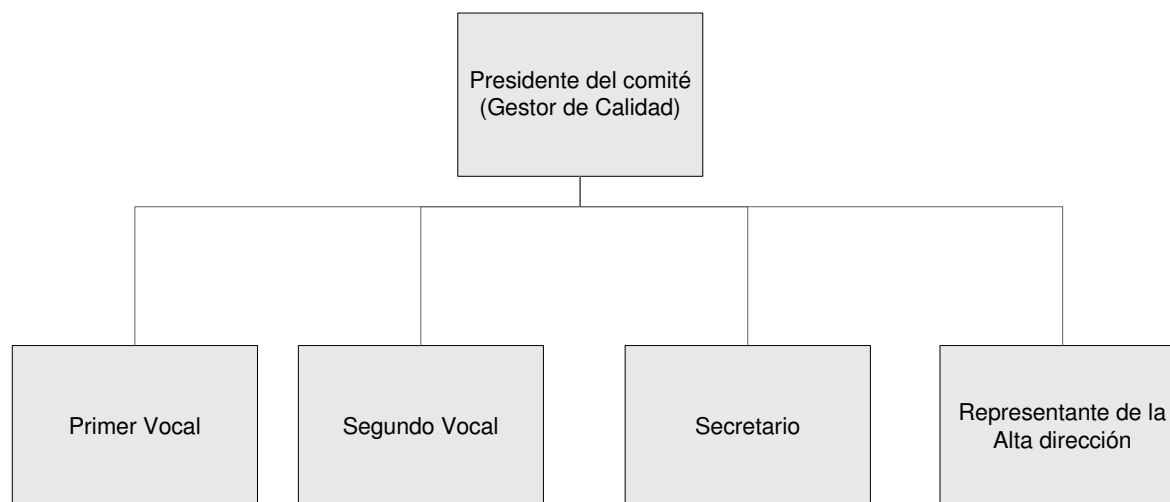 Presidente del comité
(Gestor de Calidad)
Primer Vocal
Segundo Vocal
Secretario
Representante de la
Alta dirección